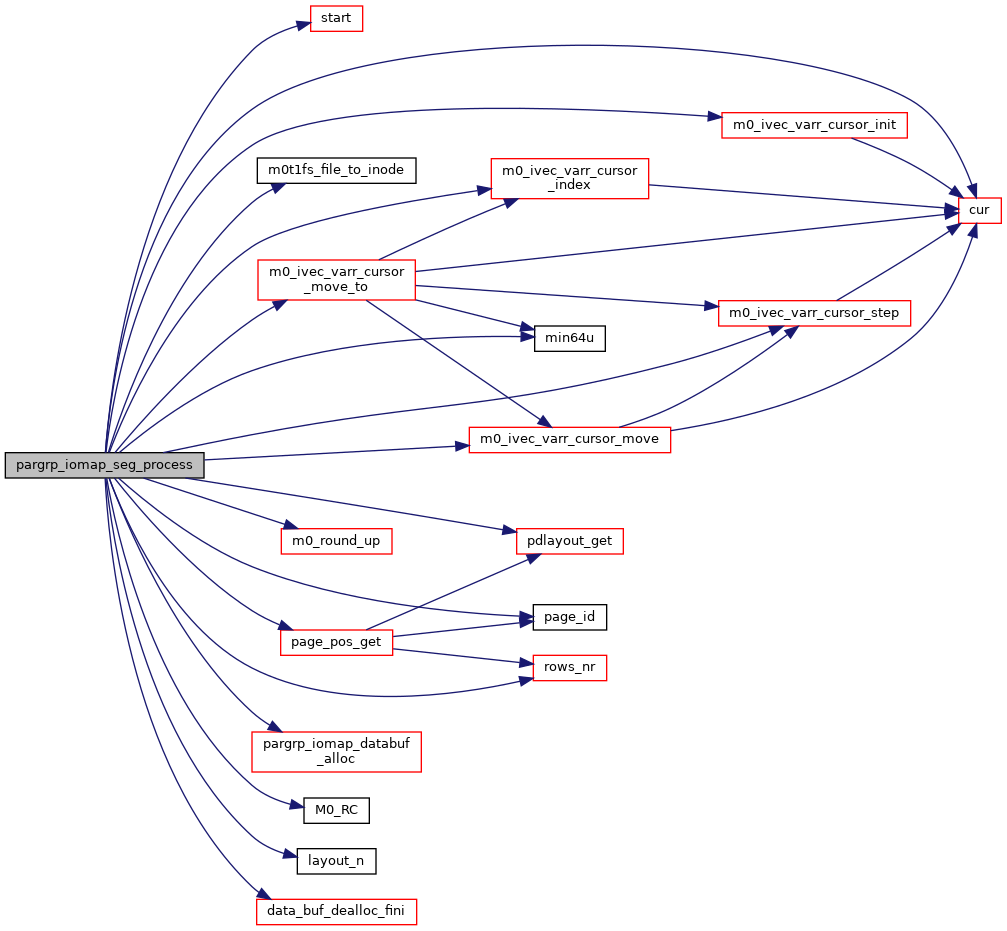 start
m0_ivec_varr_cursor_init
m0t1fs_file_to_inode
m0_ivec_varr_cursor
_index
cur
m0_ivec_varr_cursor
_move_to
m0_ivec_varr_cursor_step
min64u
m0_ivec_varr_cursor_move
pargrp_iomap_seg_process
m0_round_up
pdlayout_get
page_id
page_pos_get
rows_nr
pargrp_iomap_databuf
_alloc
M0_RC
layout_n
data_buf_dealloc_fini